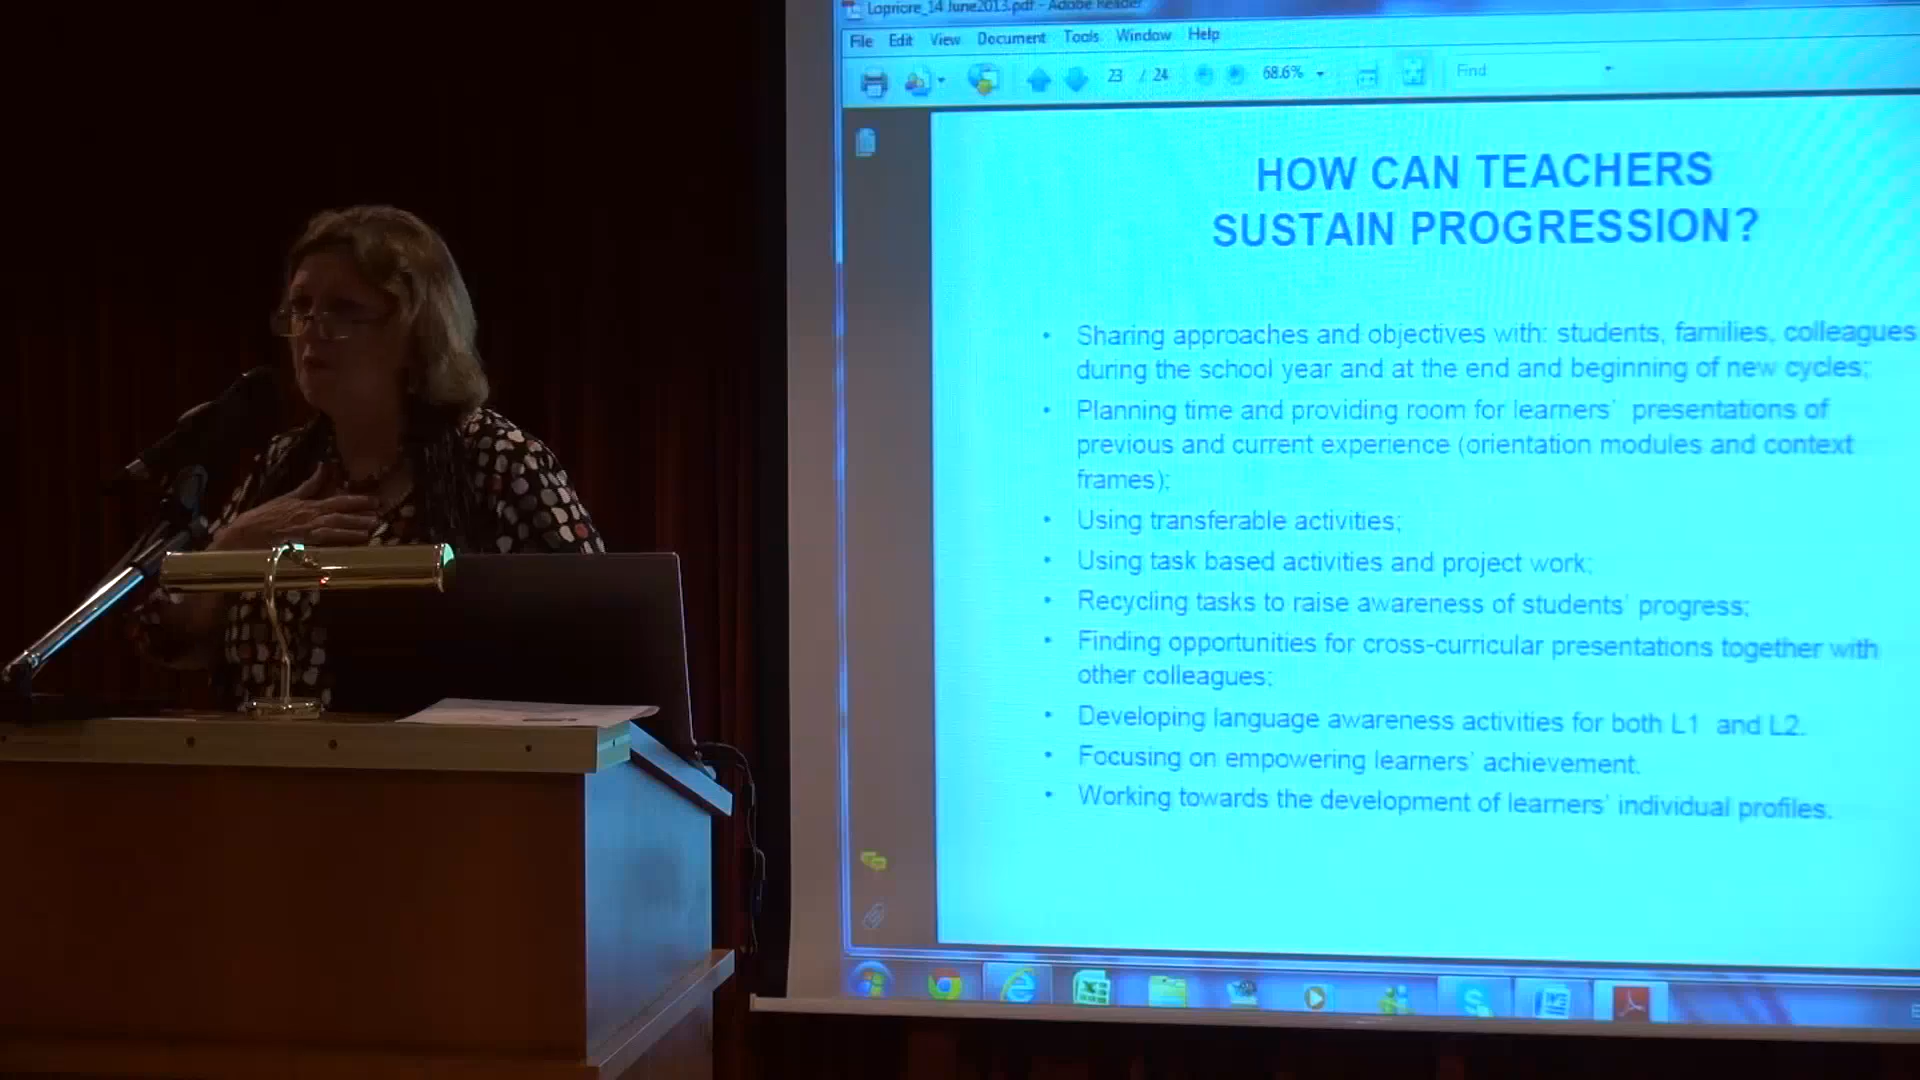 Lopriore_14 June2013.pdf - Adobe Reader
File Edit View Document Tools Window Help
23 / 24 68.6% Find
HOW CAN TEACHERS
SUSTAIN PROGRESSION?
• Sharing approaches and objectives with: students, families, colleagues
during the school year and at the end and beginning of new cycles;
• Planning time and providing room for learners' presentations of
previous and current experience (orientation modules and context
frames);
• Using transferable activities;
• Using task based activities and project work;
• Recycling tasks to raise awareness of students' progress;
• Finding opportunities for cross-curricular presentations together with
other colleagues;
• Developing language awareness activities for both L1 and L2.
• Focusing on empowering learners' achievement.
• Working towards the development of learners' individual profiles.